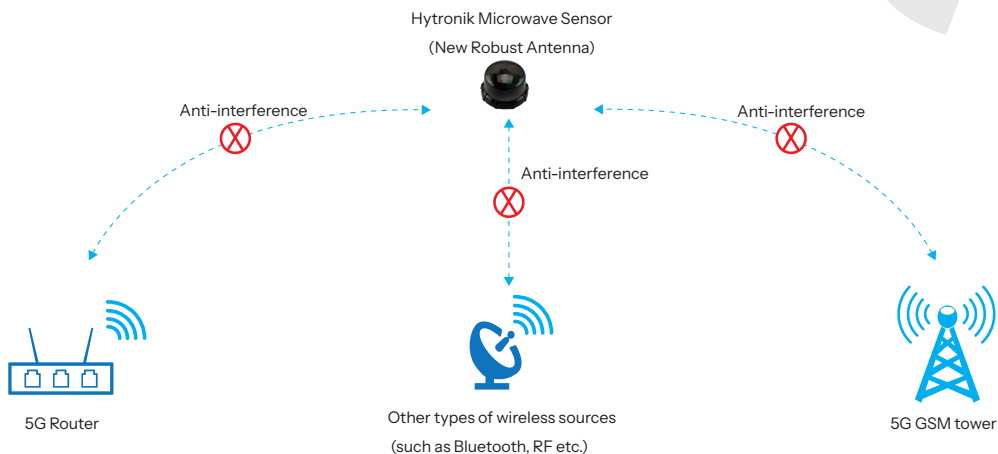 Hytronik Microwave Sensor
(New Robust Antenna)
Anti-interference
Anti-interference
Anti-interference
5G Router
Other types of wireless sources
(such as Bluetooth, RF etc.)
5G GSM tower